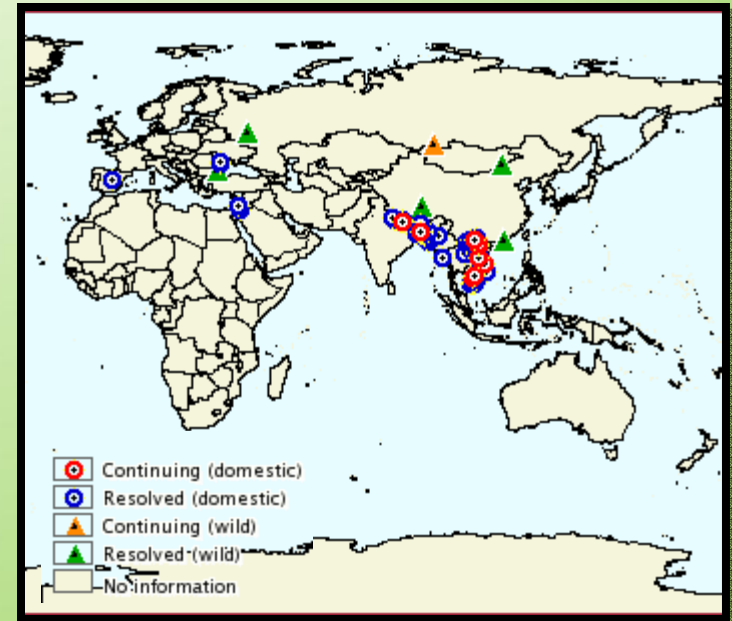 Continuing (domestic)
Resolved (domestic)
Continuing (wild)
Resolved (wild)
No information